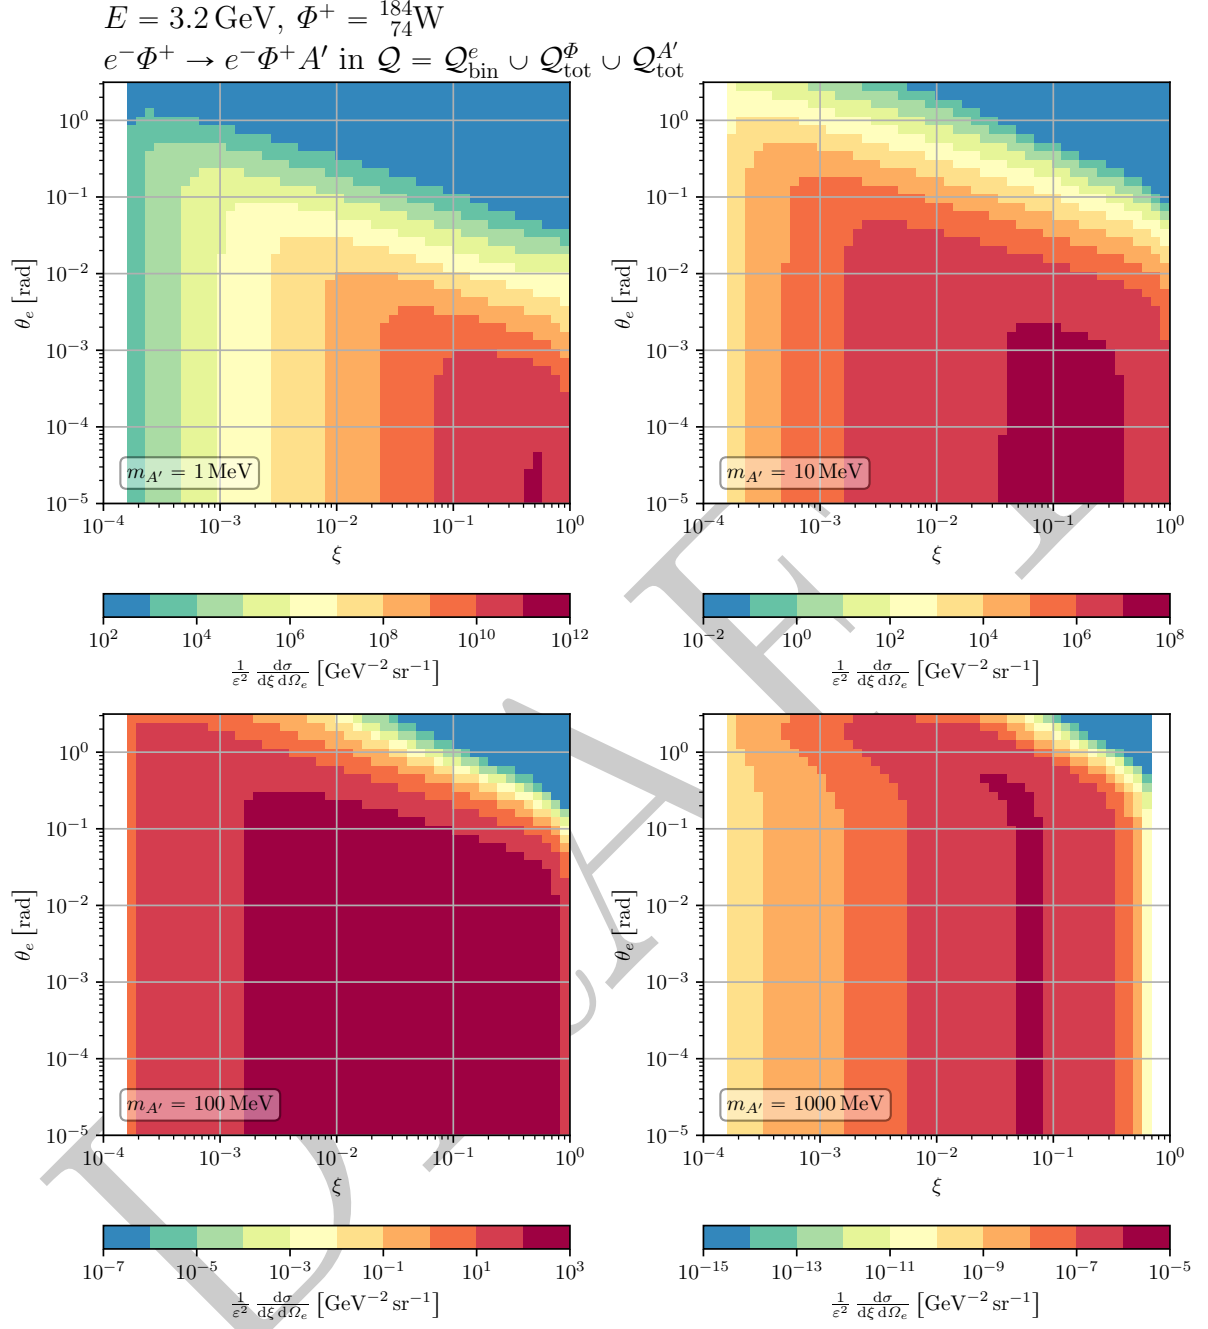 E = 3.2 GeV, Φ⁺ = ¹⁸⁴₇₄W
e⁻Φ⁺ → e⁻Φ⁺A′ in 𝒬 = 𝒬ᵉ_bin ∪ 𝒬^Φ_tot ∪ 𝒬^A′_tot
10⁰
10⁻¹
10⁻²
10⁻³
10⁻⁴
10⁻⁵
θₑ [rad]
m_A′ = 1 MeV
10⁻⁴ 10⁻³ 10⁻² 10⁻¹ 10⁰
ξ
10² 10⁴ 10⁶ 10⁸ 10¹⁰ 10¹²
1/ε² dσ/dξ dΩₑ [GeV⁻² sr⁻¹]
10⁰
10⁻¹
10⁻²
10⁻³
10⁻⁴
10⁻⁵
θₑ [rad]
m_A′ = 10 MeV
10⁻⁴ 10⁻³ 10⁻² 10⁻¹ 10⁰
ξ
10⁻² 10⁰ 10² 10⁴ 10⁶ 10⁸
1/ε² dσ/dξ dΩₑ [GeV⁻² sr⁻¹]
10⁰
10⁻¹
10⁻²
10⁻³
10⁻⁴
10⁻⁵
θₑ [rad]
m_A′ = 100 MeV
10⁻⁴ 10⁻³ 10⁻² 10⁻¹ 10⁰
ξ
10⁻⁷ 10⁻⁵ 10⁻³ 10⁻¹ 10¹ 10³
1/ε² dσ/dξ dΩₑ [GeV⁻² sr⁻¹]
10⁰
10⁻¹
10⁻²
10⁻³
10⁻⁴
10⁻⁵
θₑ [rad]
m_A′ = 1000 MeV
10⁻⁴ 10⁻³ 10⁻² 10⁻¹ 10⁰
ξ
10⁻¹⁵ 10⁻¹³ 10⁻¹¹ 10⁻⁹ 10⁻⁷ 10⁻⁵
1/ε² dσ/dξ dΩₑ [GeV⁻² sr⁻¹]